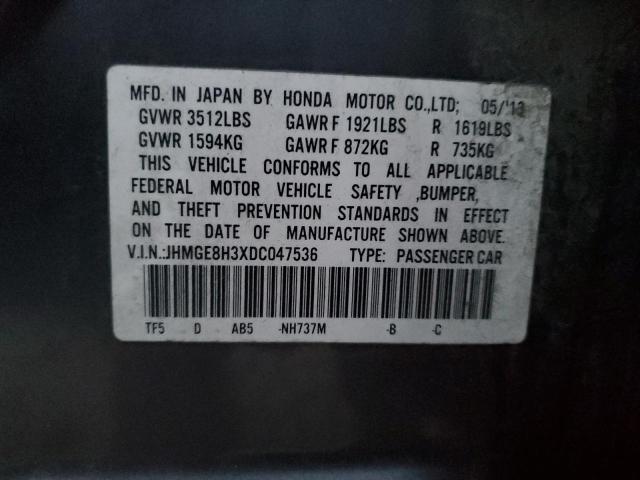 MFD. IN JAPAN BY HONDA MOTOR CO.,LTD; 05/'13
GVWR 3512LBS GAWR F 1921LBS R 1619LBS
GVWR 1594KG GAWR F 872KG R 735KG
THIS VEHICLE CONFORMS TO ALL APPLICABLE
FEDERAL MOTOR VEHICLE SAFETY ,BUMPER,
AND THEFT PREVENTION STANDARDS IN EFFECT
ON THE DATE OF MANUFACTURE SHOWN ABOVE.
V.I.N.:JHMGE8H3XDC047536 TYPE: PASSENGER CAR
TF5 D AB5 -NH737M -B -C